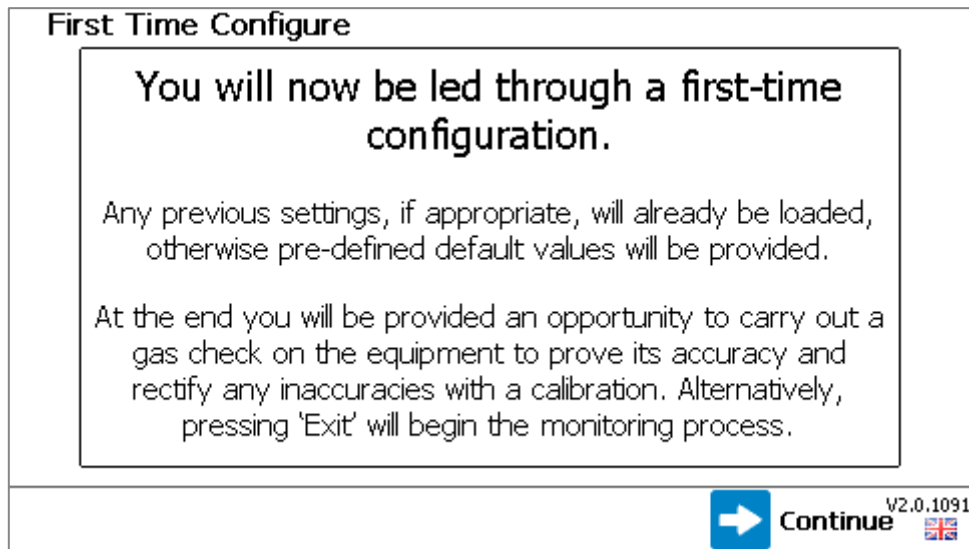 First Time Configure
You will now be led through a first-time
configuration.
Any previous settings, if appropriate, will already be loaded,
otherwise pre-defined default values will be provided.
At the end you will be provided an opportunity to carry out a
gas check on the equipment to prove its accuracy and
rectify any inaccuracies with a calibration. Alternatively,
pressing 'Exit' will begin the monitoring process.
Continue
V2.0.1091